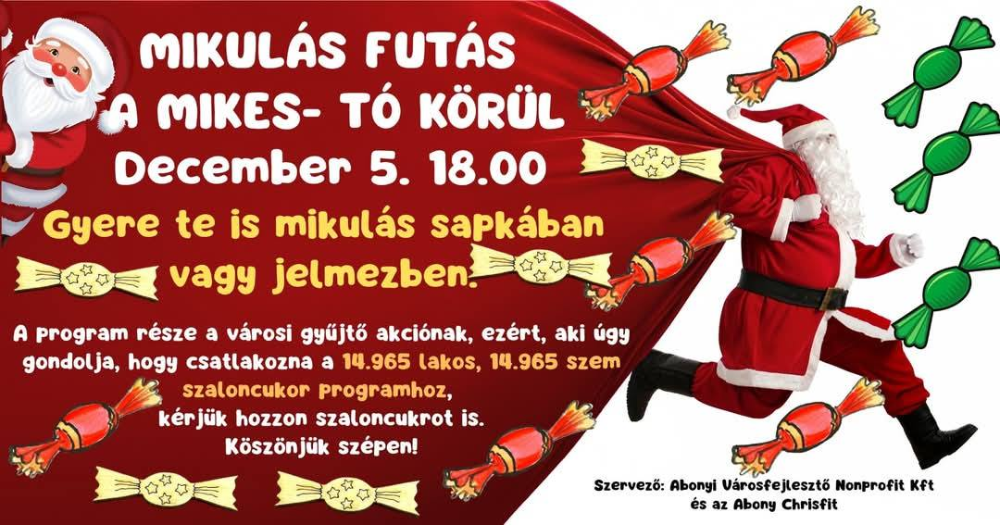 MIKULÁS FUTÁS
A MIKES- TÓ KÖRÜL
December 5. 18.00
Gyere te is mikulás sapkában
vagy jelmezben.
A program része a városi gyűjtő akciónak, ezért, aki úgy
gondolja, hogy csatlakozna a 14.965 lakos, 14.965 szem
szaloncukor programhoz,
kérjük hozzon szaloncukrot is.
Köszönjük szépen!
Szervező: Abonyi Városfejlesztő Nonprofit Kft
és az Abony Chrisfit